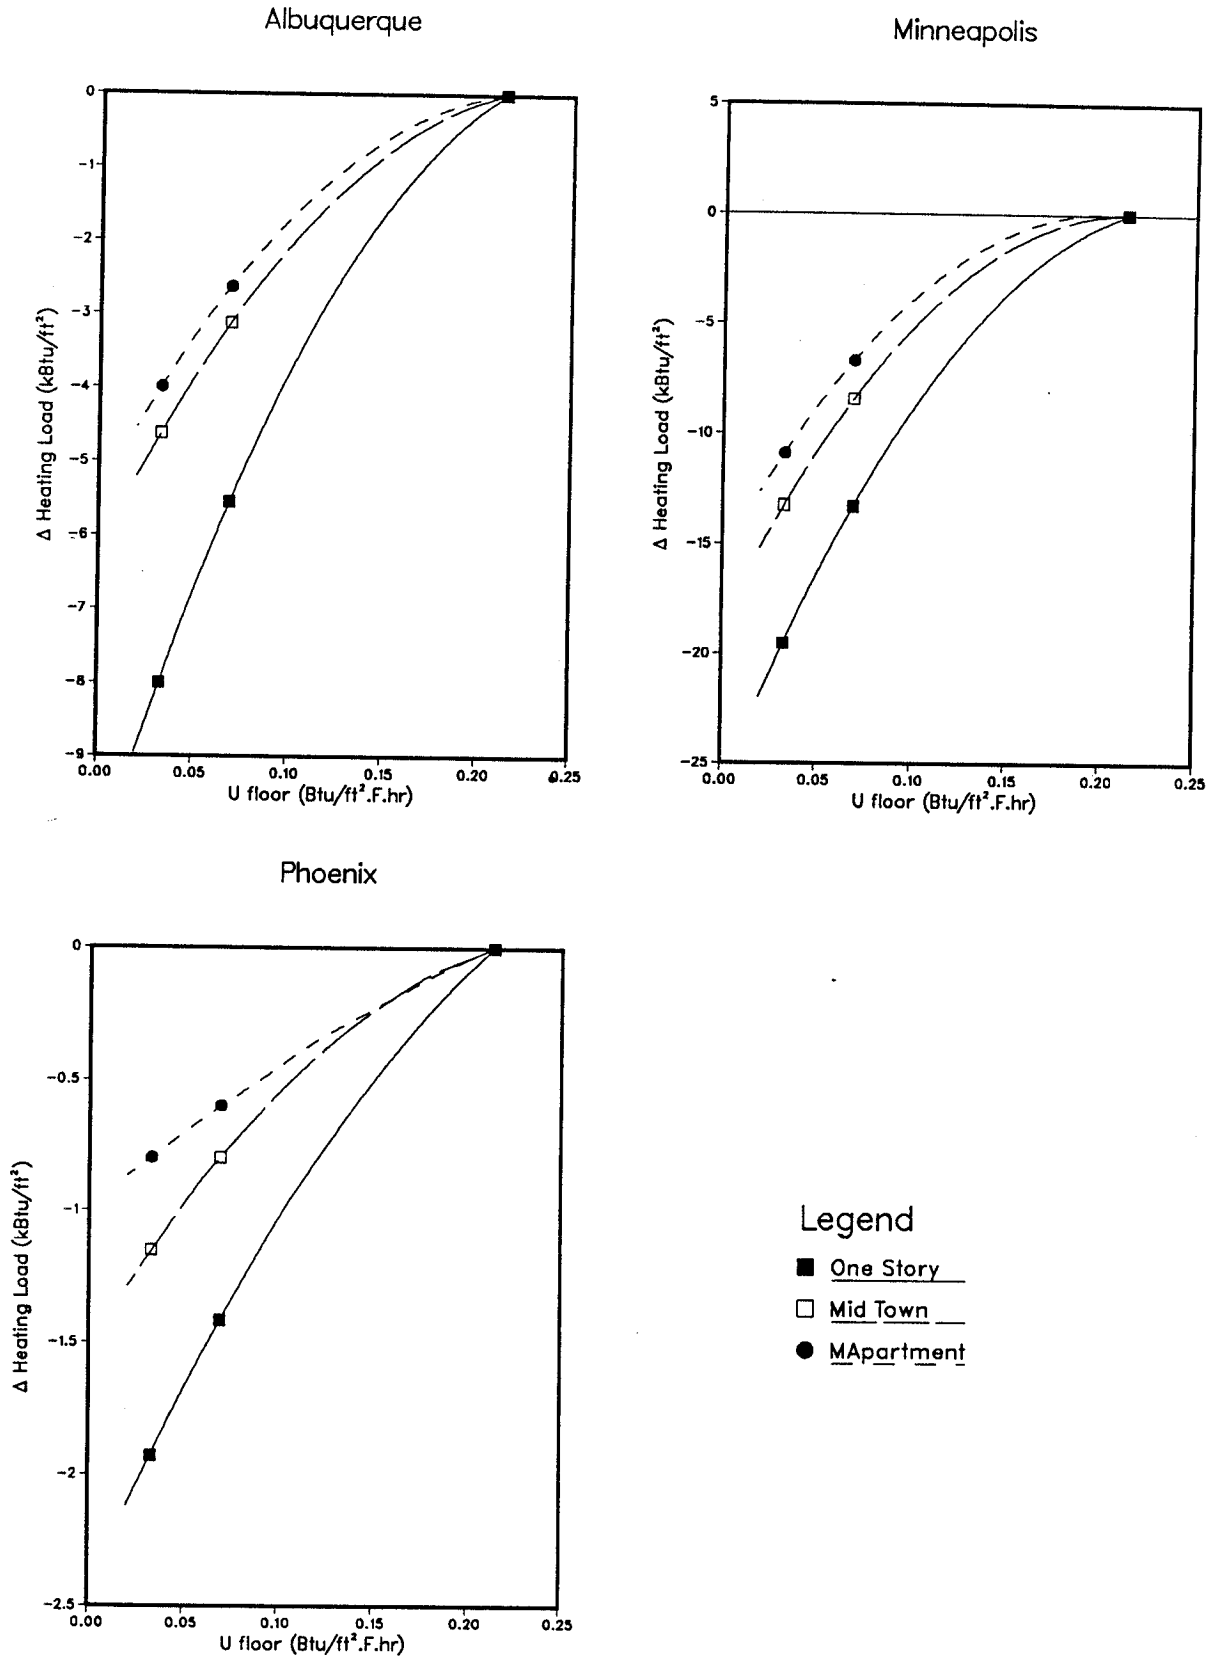 Albuquerque
0
-1
-2
-3
-4
-5
-6
-7
-8
-9
Δ Heating Load (kBtu/ft²)
0.00 0.05 0.10 0.15 0.20 0.25
U floor (Btu/ft².F.hr)
Minneapolis
5
0
-5
-10
-15
-20
-25
Δ Heating Load (kBtu/ft²)
0.00 0.05 0.10 0.15 0.20 0.25
U floor (Btu/ft².F.hr)
Phoenix
0
-0.5
-1
-1.5
-2
-2.5
Δ Heating Load (kBtu/ft²)
0.00 0.05 0.10 0.15 0.20 0.25
U floor (Btu/ft².F.hr)
Legend
One Story
Mid Town
MApartment